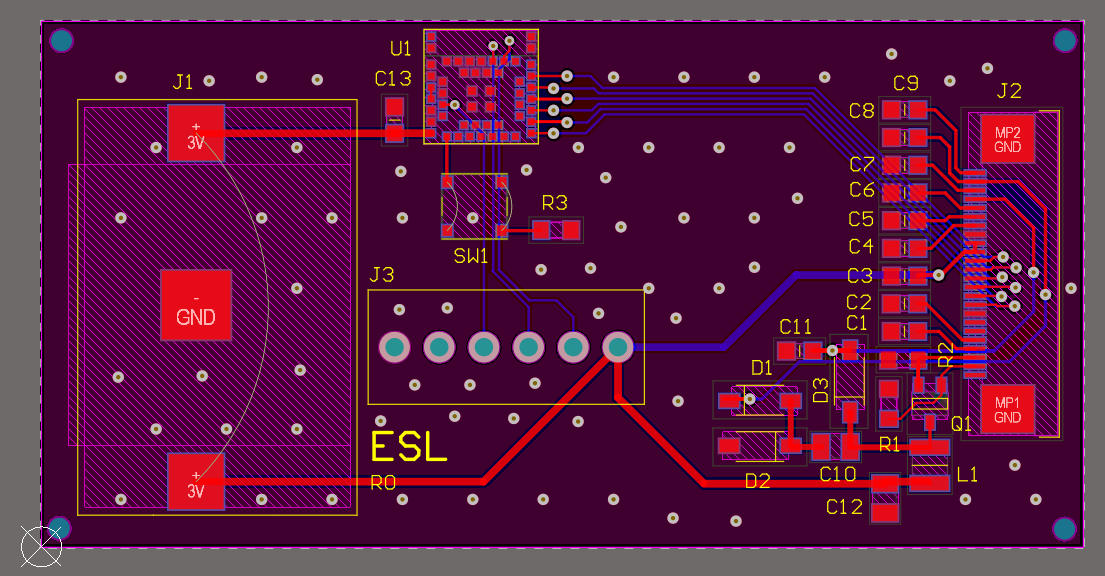 U1
J1
C13
C9
J2
C8
+
3V
MP2
GND
C7
C6
R3
C5
SW1
C4
J3
C3
-
GND
C2
C11
C1
R2
D1
D3
MP1
GND
Q1
ESL
R1
+
3V
R0
D2
C10
L1
C12